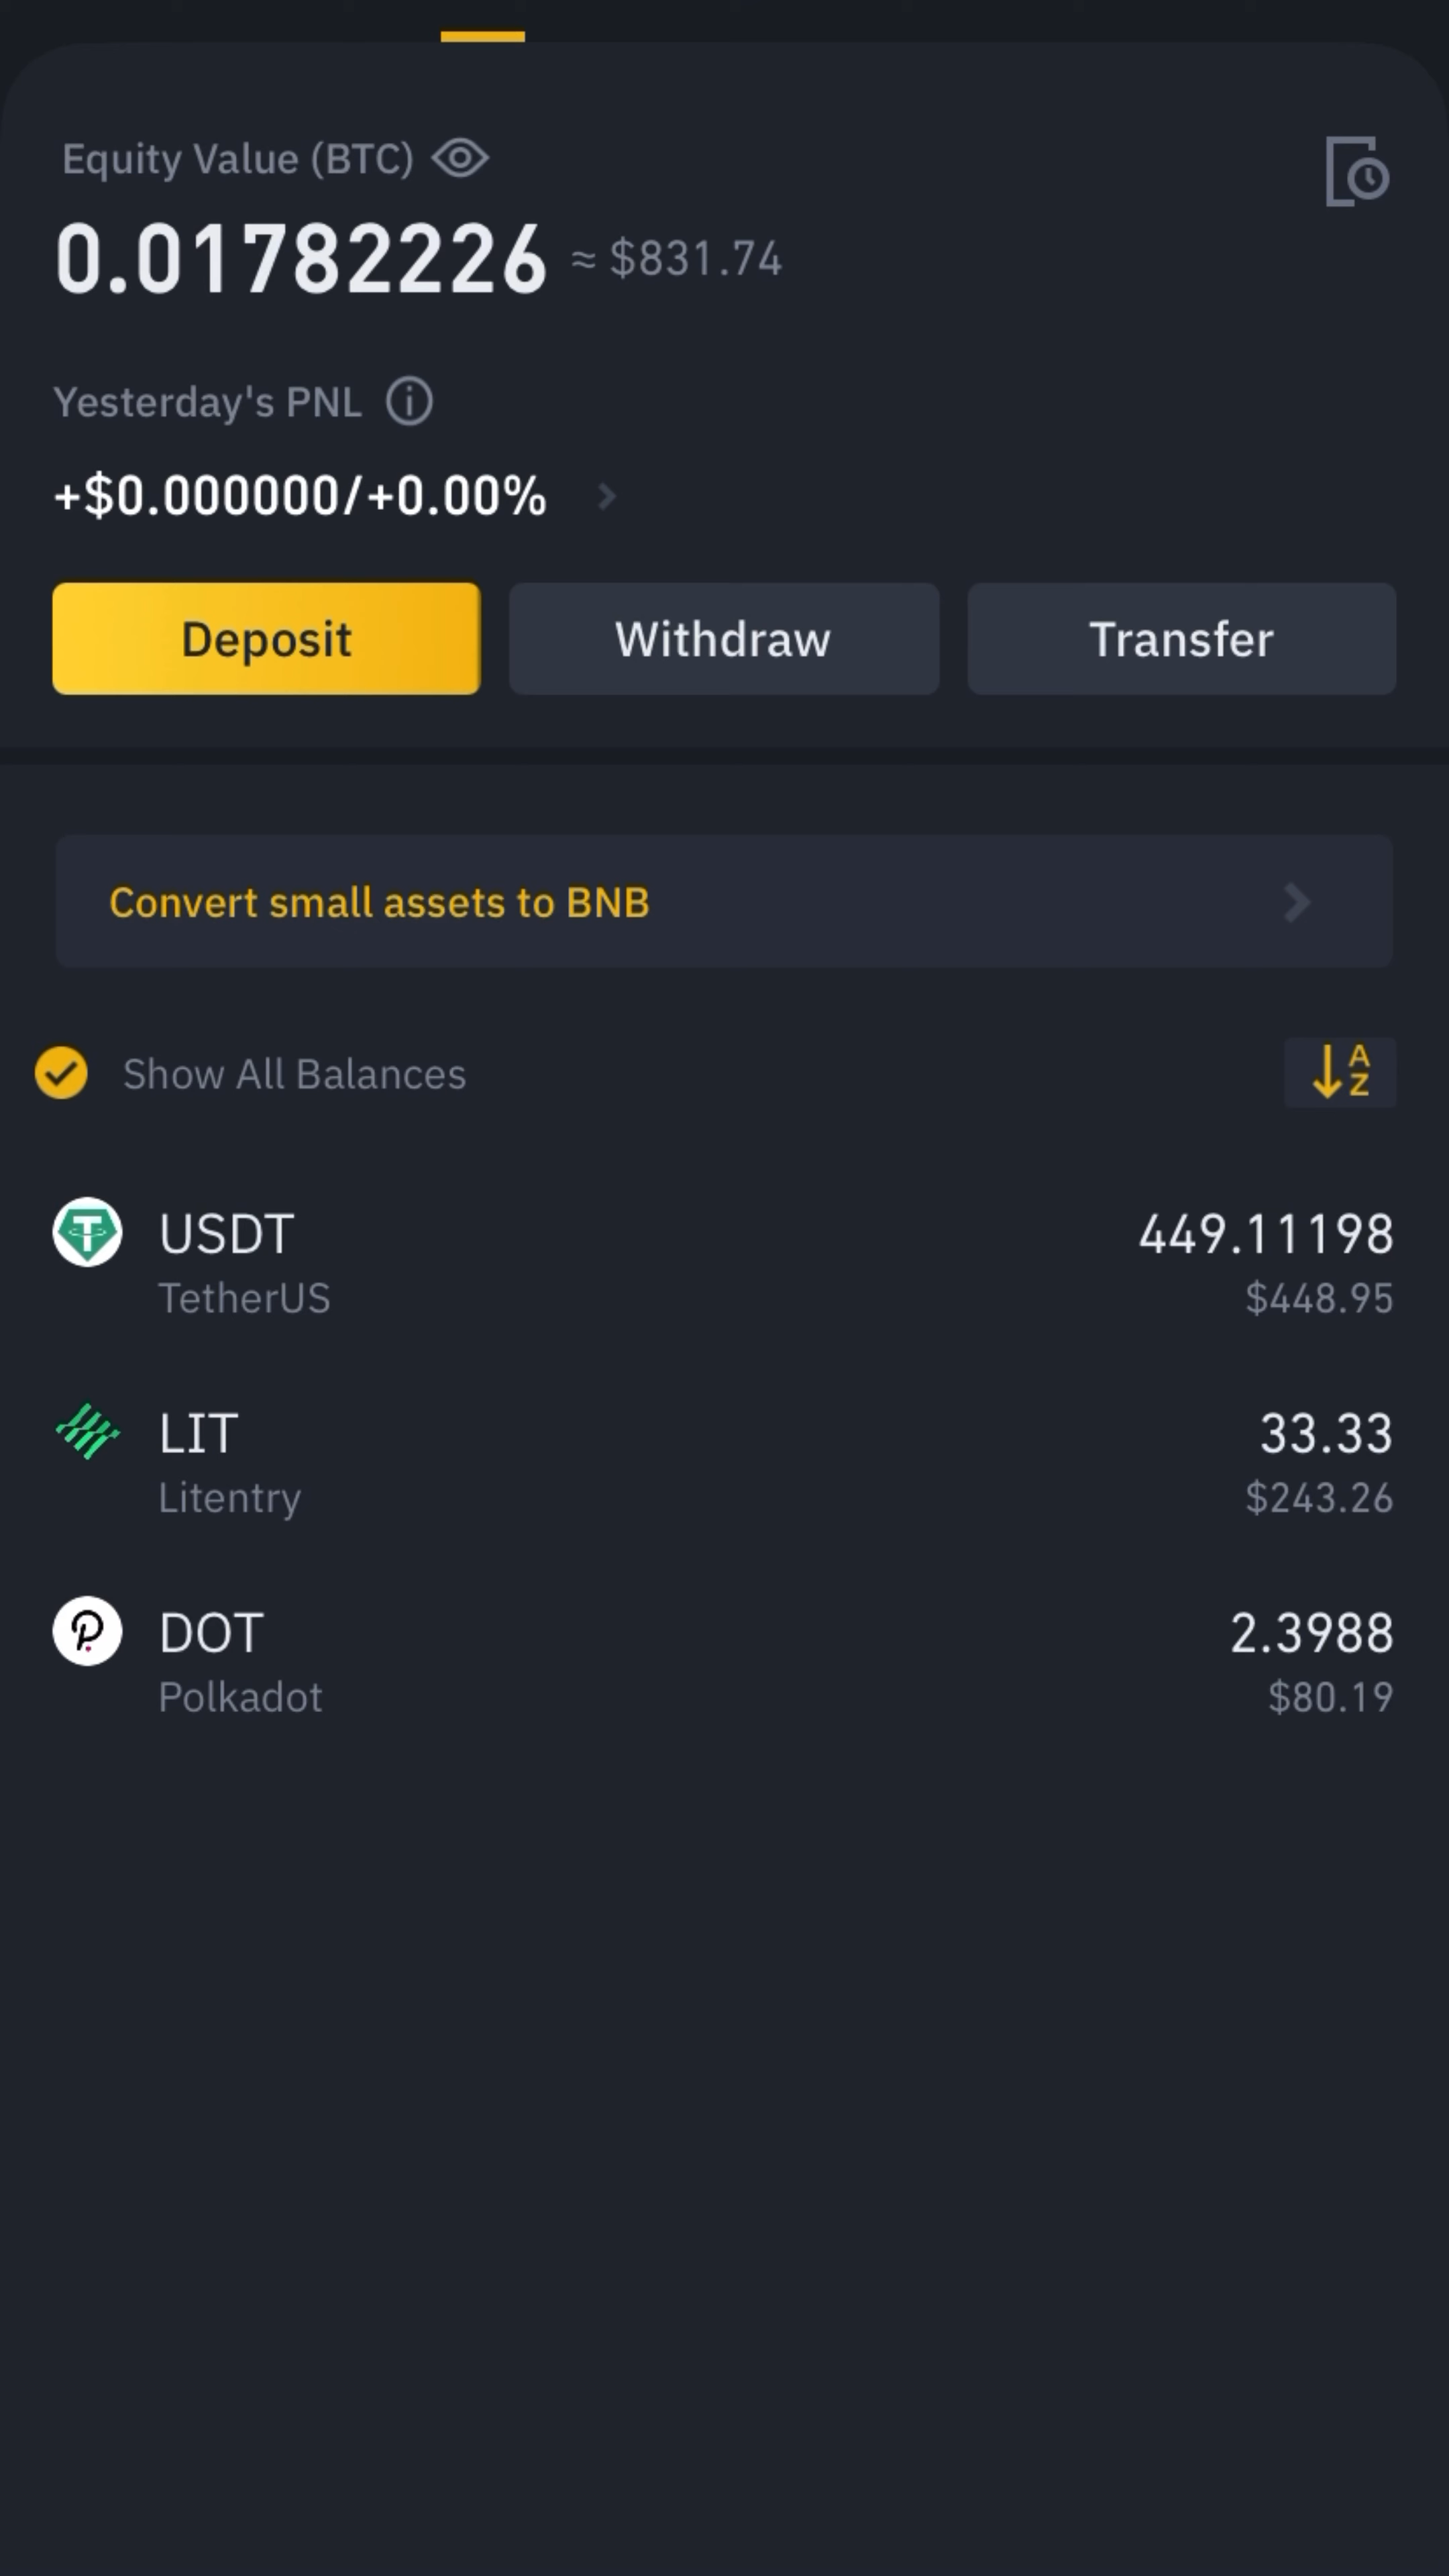 Equity Value (BTC)
0.01782226 ≈ $831.74
Yesterday's PNL
+$0.000000/+0.00%
Deposit Withdraw Transfer
Convert small assets to BNB
Show All Balances
A
Z
USDT 449.11198
TetherUS $448.95
LIT 33.33
Litentry $243.26
DOT 2.3988
Polkadot $80.19